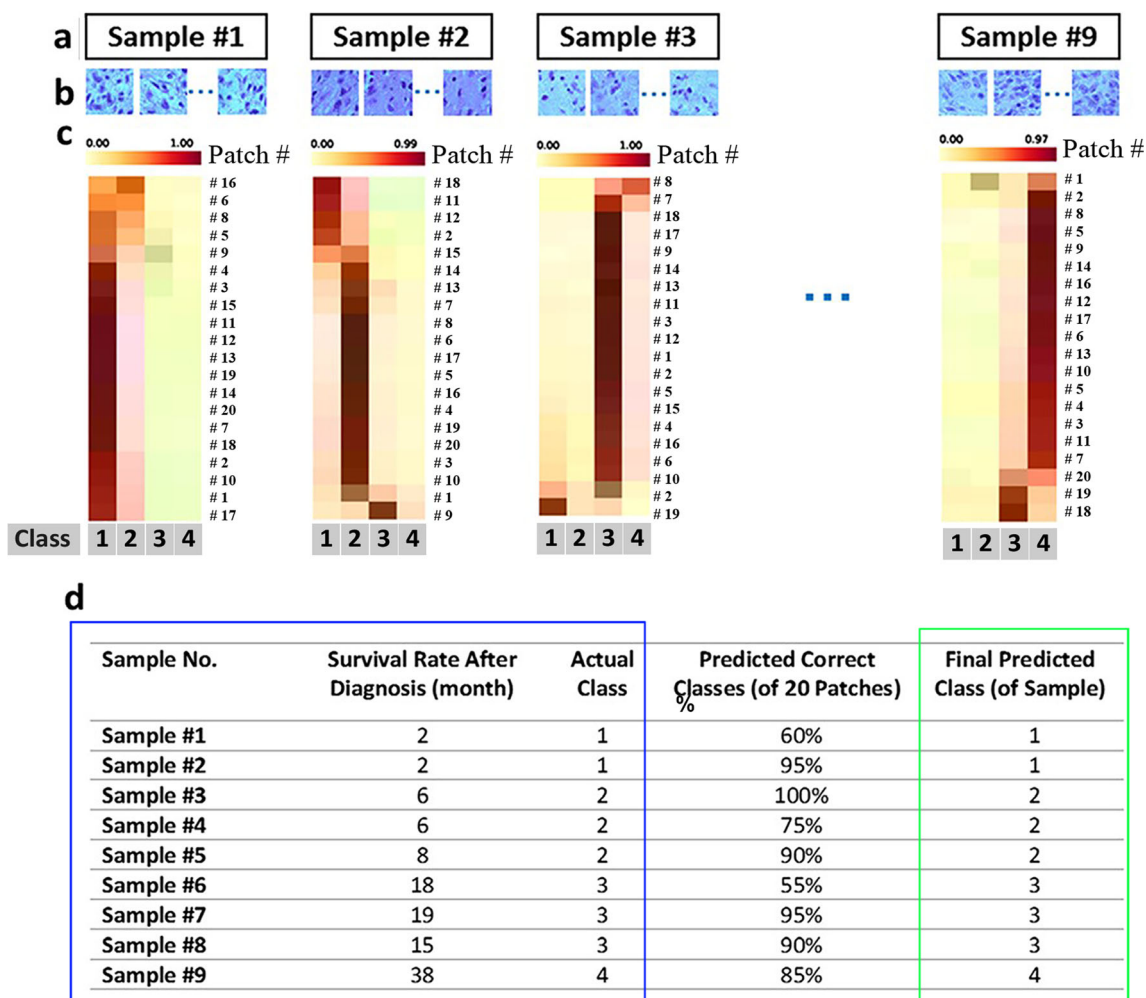 a Sample #1 Sample #2 Sample #3 Sample #9
b
c
0.00 1.00 Patch # 0.00 0.99 Patch # 0.00 1.00 Patch # 0.00 0.97 Patch #
# 16 # 18 # 8 # 1
# 6 # 11 # 7 # 2
# 8 # 12 # 18 # 8
# 5 # 2 # 17 # 5
# 9 # 15 # 9 # 9
# 4 # 14 # 14 # 14
# 3 # 13 # 13 # 16
# 15 # 7 # 11 # 12
# 11 # 8 # 3 # 17
# 12 # 6 # 12 # 6
# 13 # 17 # 1 # 13
# 19 # 5 # 2 # 10
# 14 # 16 # 5 # 5
# 20 # 4 # 15 # 4
# 7 # 19 # 4 # 3
# 18 # 20 # 16 # 11
# 2 # 3 # 6 # 7
# 10 # 10 # 10 # 20
# 1 # 1 # 2 # 19
# 17 # 9 # 19 # 18
Class 1 2 3 4 1 2 3 4 1 2 3 4 1 2 3 4
d
Sample No. Survival Rate After Actual Predicted Correct Final Predicted
Diagnosis (month) Class Classes (of 20 Patches) Class (of Sample)
%
Sample #1 2 1 60% 1
Sample #2 2 1 95% 1
Sample #3 6 2 100% 2
Sample #4 6 2 75% 2
Sample #5 8 2 90% 2
Sample #6 18 3 55% 3
Sample #7 19 3 95% 3
Sample #8 15 3 90% 3
Sample #9 38 4 85% 4